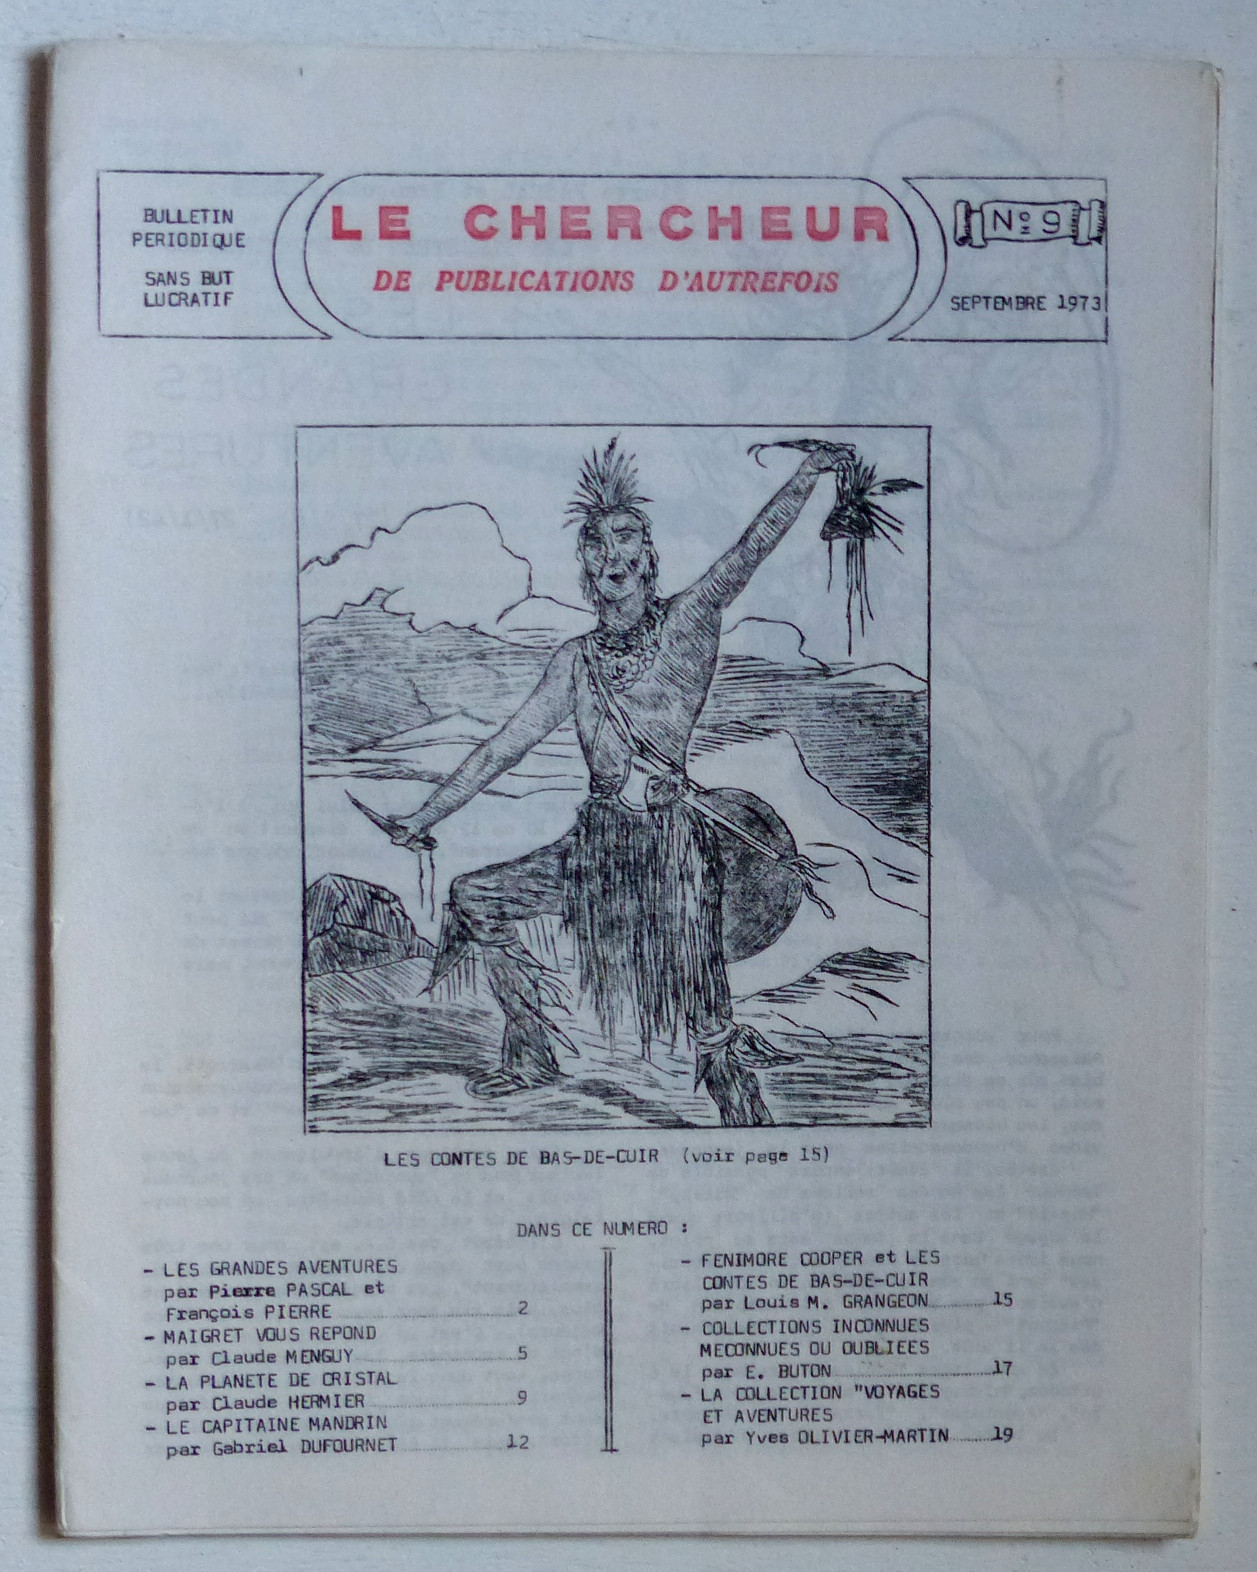 BULLETIN
PERIODIQUE
SANS BUT
LUCRATIF
LE CHERCHEUR
DE PUBLICATIONS D'AUTREFOIS
Nº 9
SEPTEMBRE 1973
LES CONTES DE BAS-DE-CUIR (voir page 15)
DANS CE NUMERO :
- LES GRANDES AVENTURES
par Pierre PASCAL et
François PIERRE 2
- MAIGRET VOUS REPOND
par Claude MENGUY 5
- LA PLANETE DE CRISTAL
par Claude HERMIER 9
- LE CAPITAINE MANDRIN
par Gabriel DUFOURNET 12
- FENIMORE COOPER et LES
CONTES DE BAS-DE-CUIR
par Louis M. GRANGEON 15
- COLLECTIONS INCONNUES
MECONNUES OU OUBLIEES
par E. BUTON 17
- LA COLLECTION "VOYAGES
ET AVENTURES
par Yves OLIVIER-MARTIN 19
GRANDES
AVENTURES